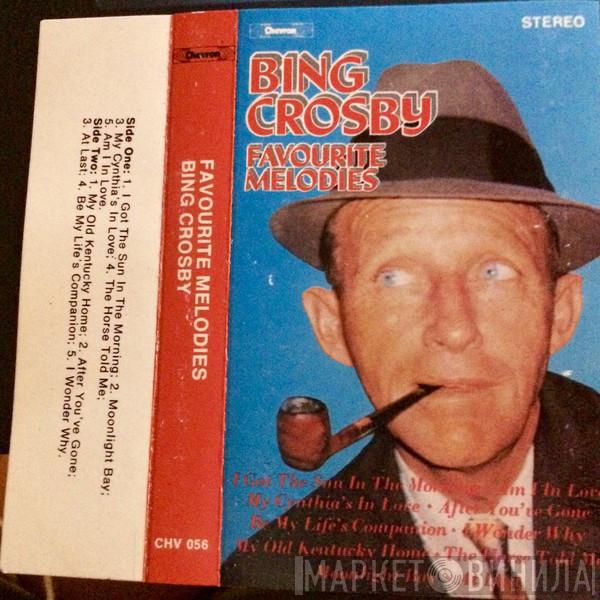 Side One: 1. I Got The Sun In The Morning; 2. Moonlight Bay;
3. My Cynthia's In Love; 4. The Horse Told Me;
5. Am I In Love.
Side Two: 1. My Old Kentucky Home; 2. After You've Gone;
3. At Last; 4. Be My Life's Companion; 5. I Wonder Why.
Chevron
FAVOURITE MELODIES
BING CROSBY
CHV 056
Chevron
STEREO
BING
CROSBY
FAVOURITE
MELODIES
I Got The Sun In The Morning · Am I In Love
My Cynthia's In Love · After You've Gone
Be My Life's Companion · I Wonder Why
My Old Kentucky Home · The Horse Told Me
Moonlight Bay
МАРКЕТ ВИНИЛА